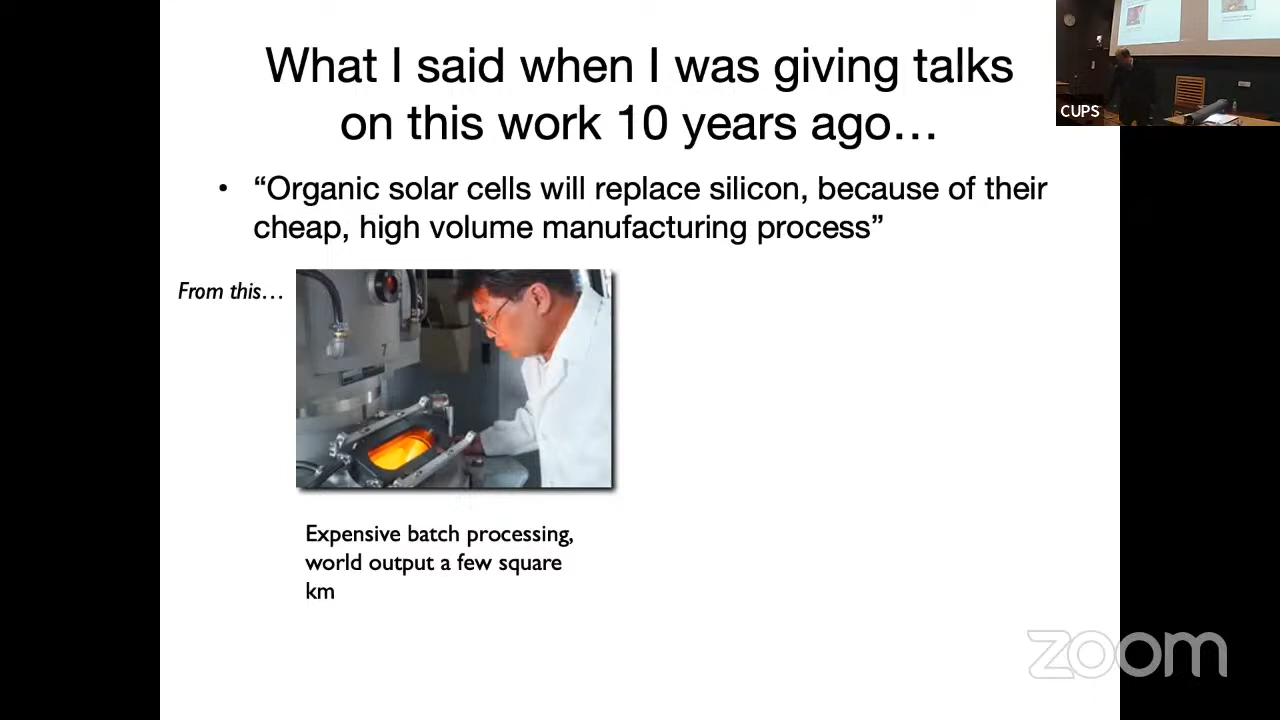 What I said when I was giving talks
on this work 10 years ago…
CUPS
• “Organic solar cells will replace silicon, because of their
cheap, high volume manufacturing process”
From this…
7
Expensive batch processing,
world output a few square
km
zoom